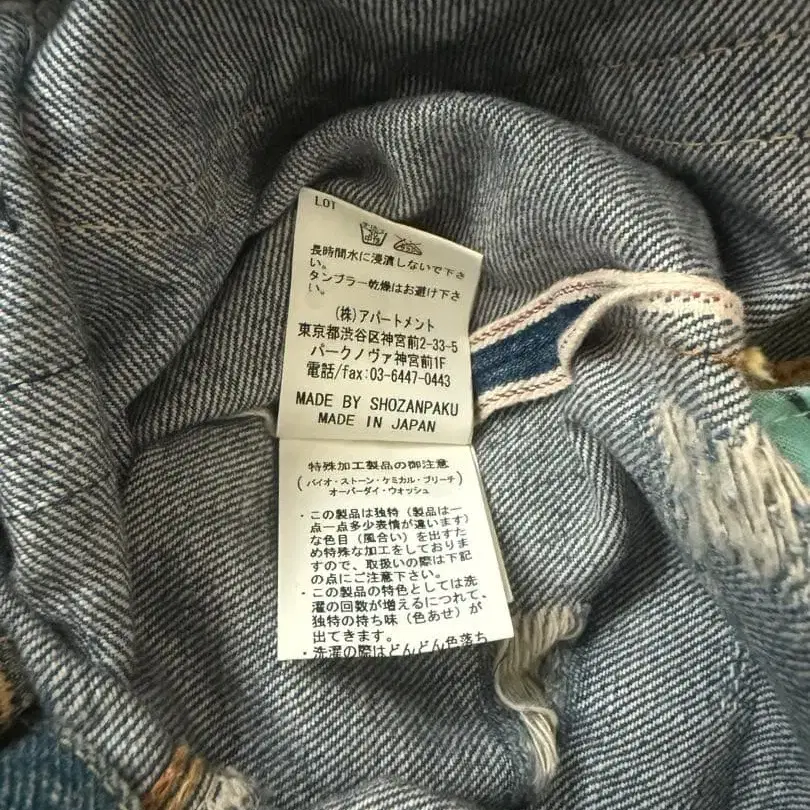 LOT
長時間水に浸漬しないで下さ
い。
タンブラー乾燥はお避け下さ
い。
(株)アパートメント
東京都渋谷区神宮前2-33-5
パークノヴァ神宮前1F
電話/fax:03-6447-0443
MADE BY SHOZANPAKU
MADE IN JAPAN
特殊加工製品の御注意
(バイオ・ストーン・ケミカル・ブリーチ
オーバーダイ・ウォッシュ)
・この製品は独特(製品は一
点一点多少表情が違います)
な色目(風合い)を出すた
め特殊な加工をしておりま
すので、取扱いの際は下記
の点にご注意下さい。
・この製品の特色としては洗
濯の回数が増えるにつれて、
独特の持ち味(色あせ)が
出てきます。
・洗濯の際はどんどん色落ち